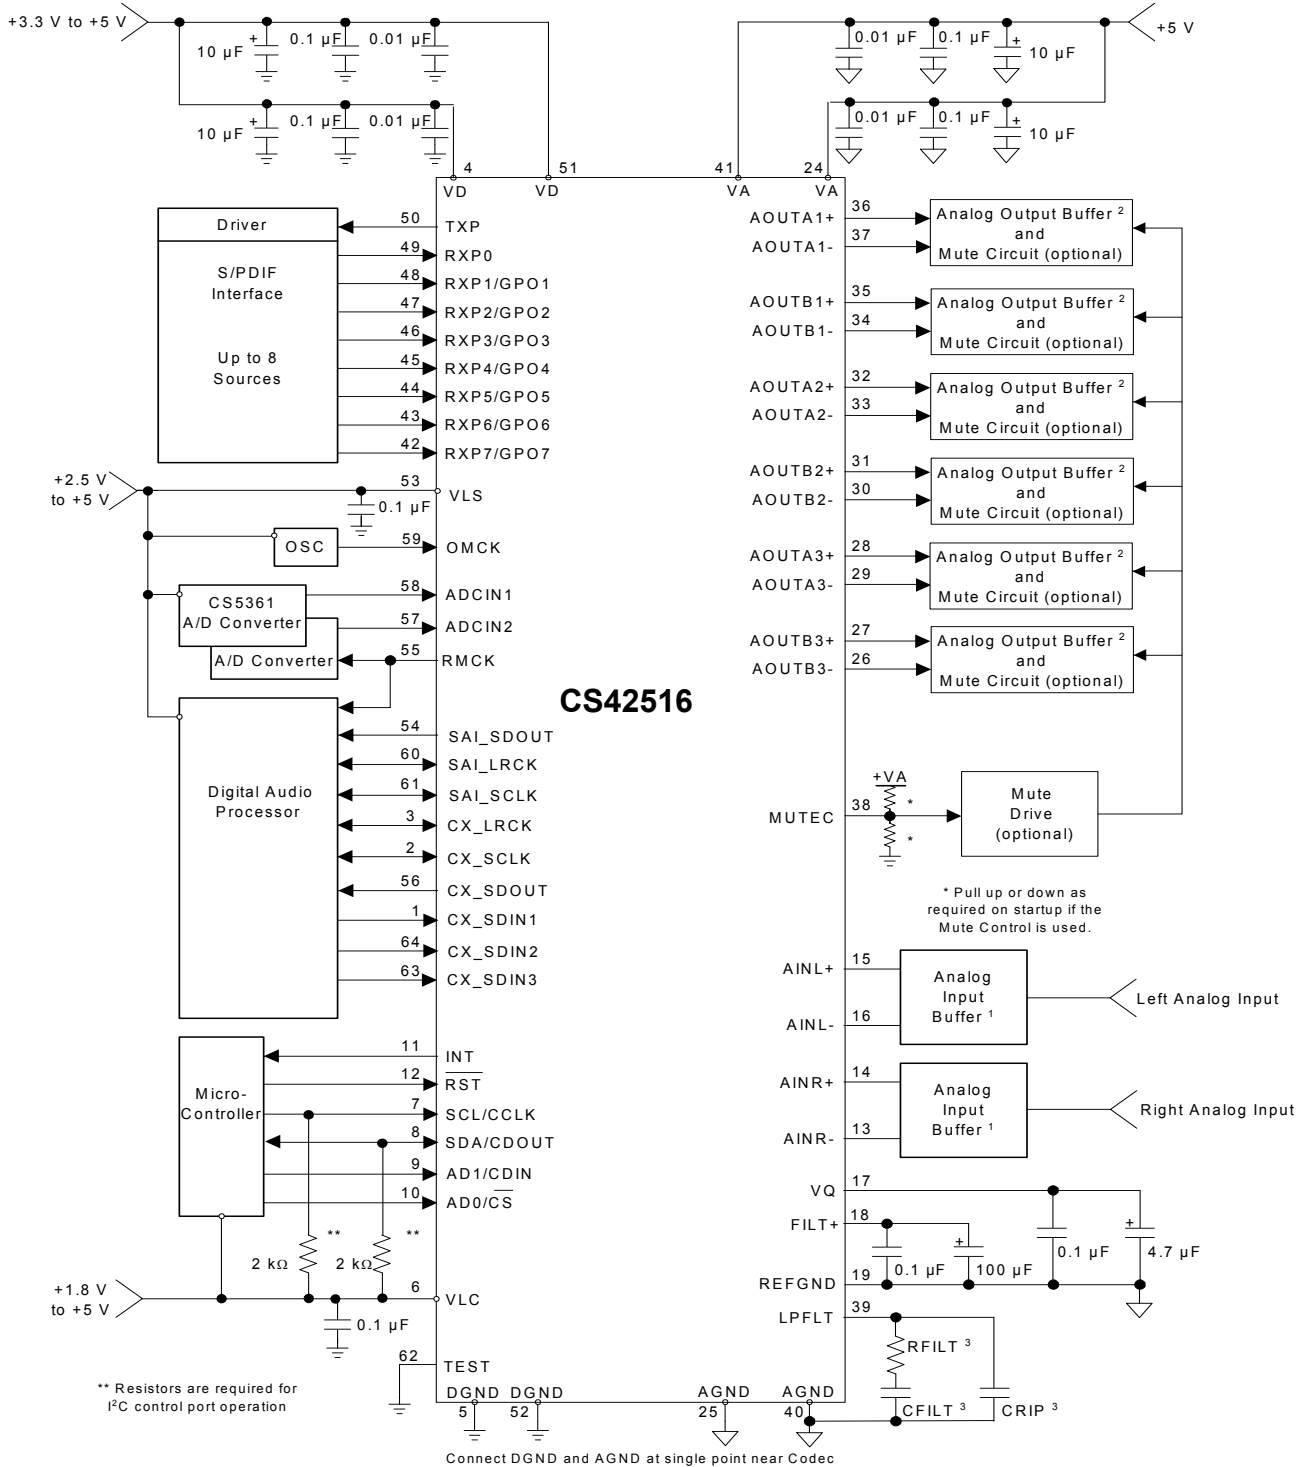 +3.3 V to +5 V
10 µF
+
0.1 µF
0.01 µF
10 µF
+
0.1 µF
0.01 µF
0.01 µF
0.1 µF
+
10 µF
+5 V
0.01 µF
0.1 µF
+
10 µF
4
51
41
24
VD
VD
VA
VA
Driver
S/PDIF
Interface
Up to 8
Sources
50
TXP
49
RXP0
48
RXP1/GPO1
47
RXP2/GPO2
46
RXP3/GPO3
45
RXP4/GPO4
44
RXP5/GPO5
43
RXP6/GPO6
42
RXP7/GPO7
+2.5 V
to +5 V
53
VLS
0.1 µF
OSC
59
OMCK
CS5361
A/D Converter
58
ADCIN1
57
ADCIN2
A/D Converter
55
RMCK
CS42516
Digital Audio
Processor
54
SAI_SDOUT
60
SAI_LRCK
61
SAI_SCLK
3
CX_LRCK
2
CX_SCLK
56
CX_SDOUT
1
CX_SDIN1
64
CX_SDIN2
63
CX_SDIN3
Micro-
Controller
11
INT
12
RST
7
SCL/CCLK
8
SDA/CDOUT
9
AD1/CDIN
10
AD0/CS
**
2 kΩ
**
2 kΩ
+1.8 V
to +5 V
6
VLC
0.1 µF
62
TEST
** Resistors are required for
I²C control port operation
DGND
DGND
5
52
AGND
AGND
25
40
Connect DGND and AGND at single point near Codec
AOUTA1+
36
AOUTA1-
37
Analog Output Buffer ²
and
Mute Circuit (optional)
AOUTB1+
35
AOUTB1-
34
Analog Output Buffer ²
and
Mute Circuit (optional)
AOUTA2+
32
AOUTA2-
33
Analog Output Buffer ²
and
Mute Circuit (optional)
AOUTB2+
31
AOUTB2-
30
Analog Output Buffer ²
and
Mute Circuit (optional)
AOUTA3+
28
AOUTA3-
29
Analog Output Buffer ²
and
Mute Circuit (optional)
AOUTB3+
27
AOUTB3-
26
Analog Output Buffer ²
and
Mute Circuit (optional)
MUTEC
38
+VA
*
*
Mute
Drive
(optional)
* Pull up or down as
required on startup if the
Mute Control is used.
AINL+
15
AINL-
16
Analog
Input
Buffer ¹
Left Analog Input
AINR+
14
AINR-
13
Analog
Input
Buffer ¹
Right Analog Input
VQ
17
FILT+
18
0.1 µF
+
100 µF
0.1 µF
+
4.7 µF
REFGND
19
LPFLT
39
RFILT ³
CFILT ³
CRIP ³